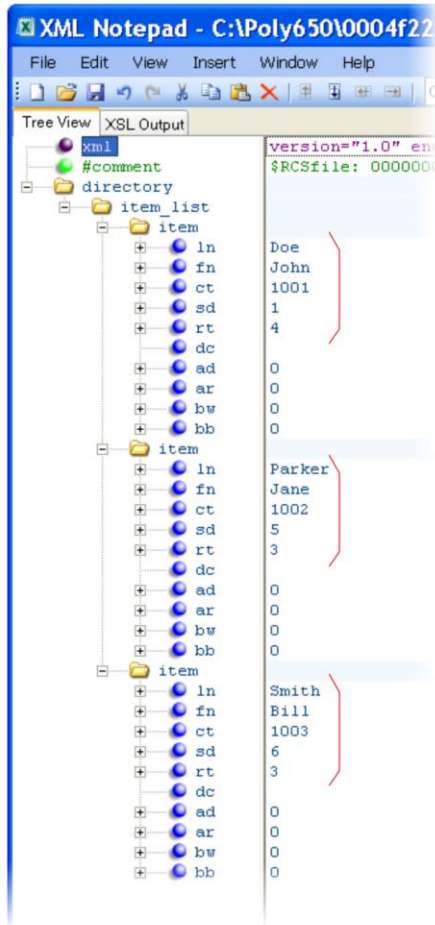 XML Notepad - C:\Poly650\0004f22
File Edit View Insert Window Help
Tree View XSL Output
xml version="1.0" en
#comment $RCSfile: 0000000
directory
item_list
item
ln Doe
fn John
ct 1001
sd 1
rt 4
dc
ad 0
ar 0
bw 0
bb 0
item
ln Parker
fn Jane
ct 1002
sd 5
rt 3
dc
ad 0
ar 0
bw 0
bb 0
item
ln Smith
fn Bill
ct 1003
sd 6
rt 3
dc
ad 0
ar 0
bw 0
bb 0